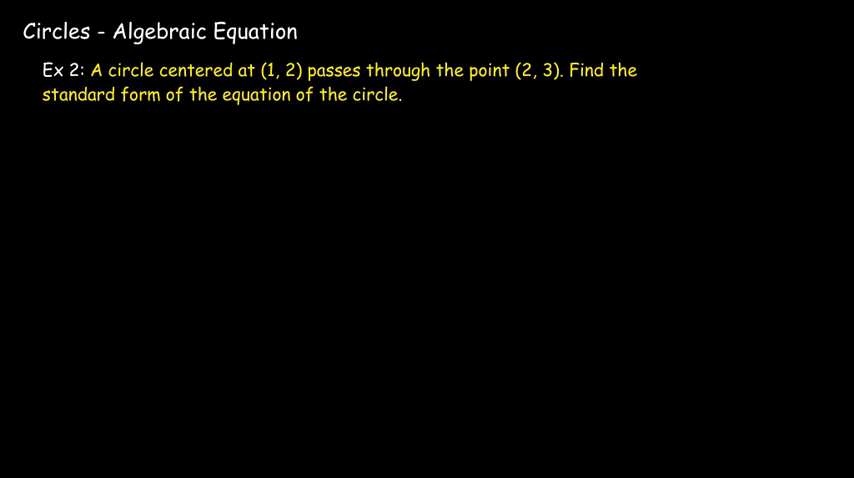 Circles - Algebraic Equation
Ex 2: A circle centered at (1, 2) passes through the point (2, 3). Find the
standard form of the equation of the circle.